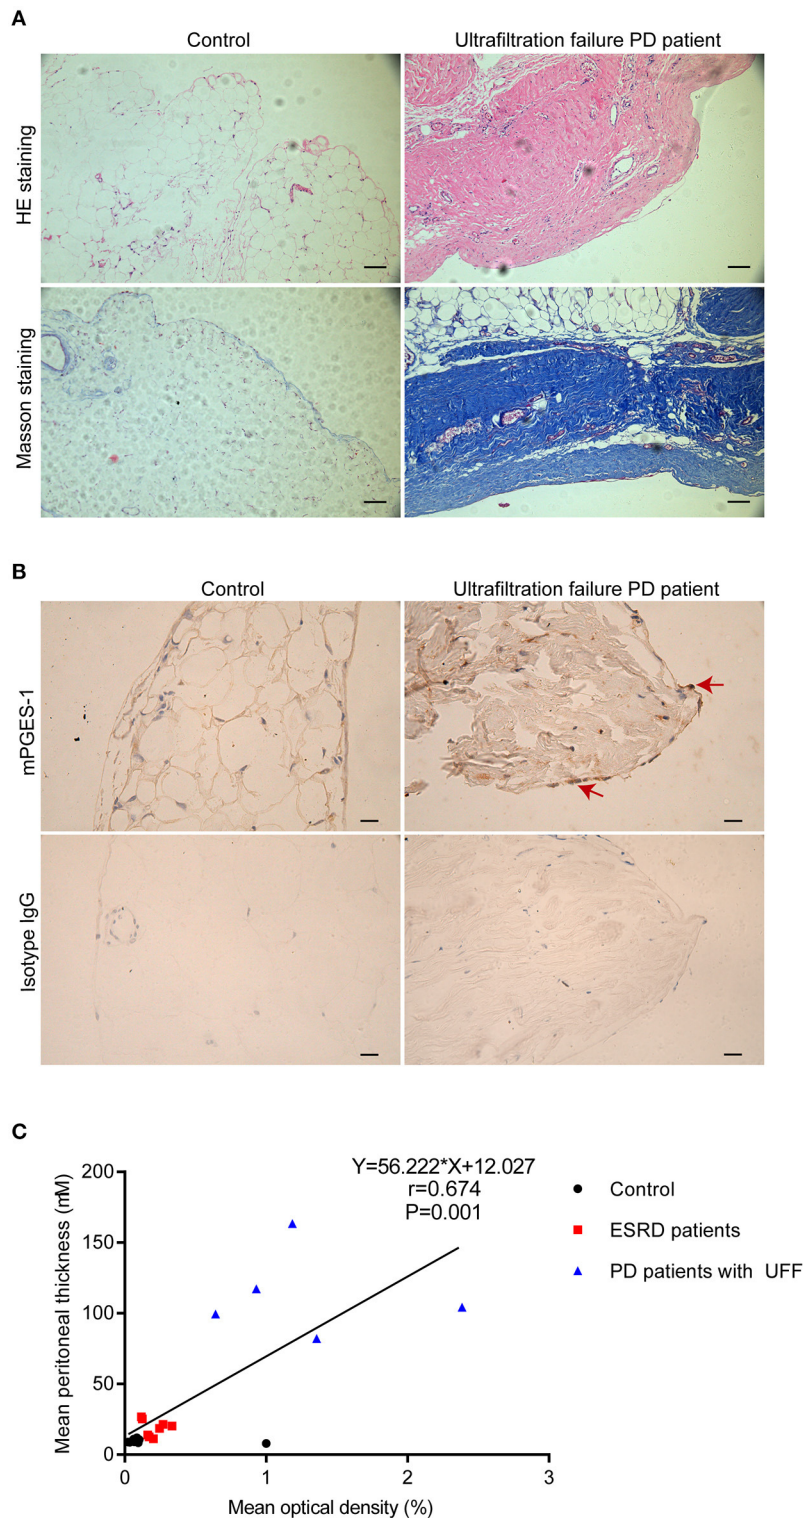 A
Control
Ultrafiltration failure PD patient
HE staining
Masson staining
B
Control
Ultrafiltration failure PD patient
mPGES-1
Isotype IgG
C
Y=56.222*X+12.027
r=0.674
P=0.001
Mean peritoneal thickness (mM)
200
150
100
50
0
0
1
2
3
Mean optical density (%)
Control
ESRD patients
PD patients with UFF